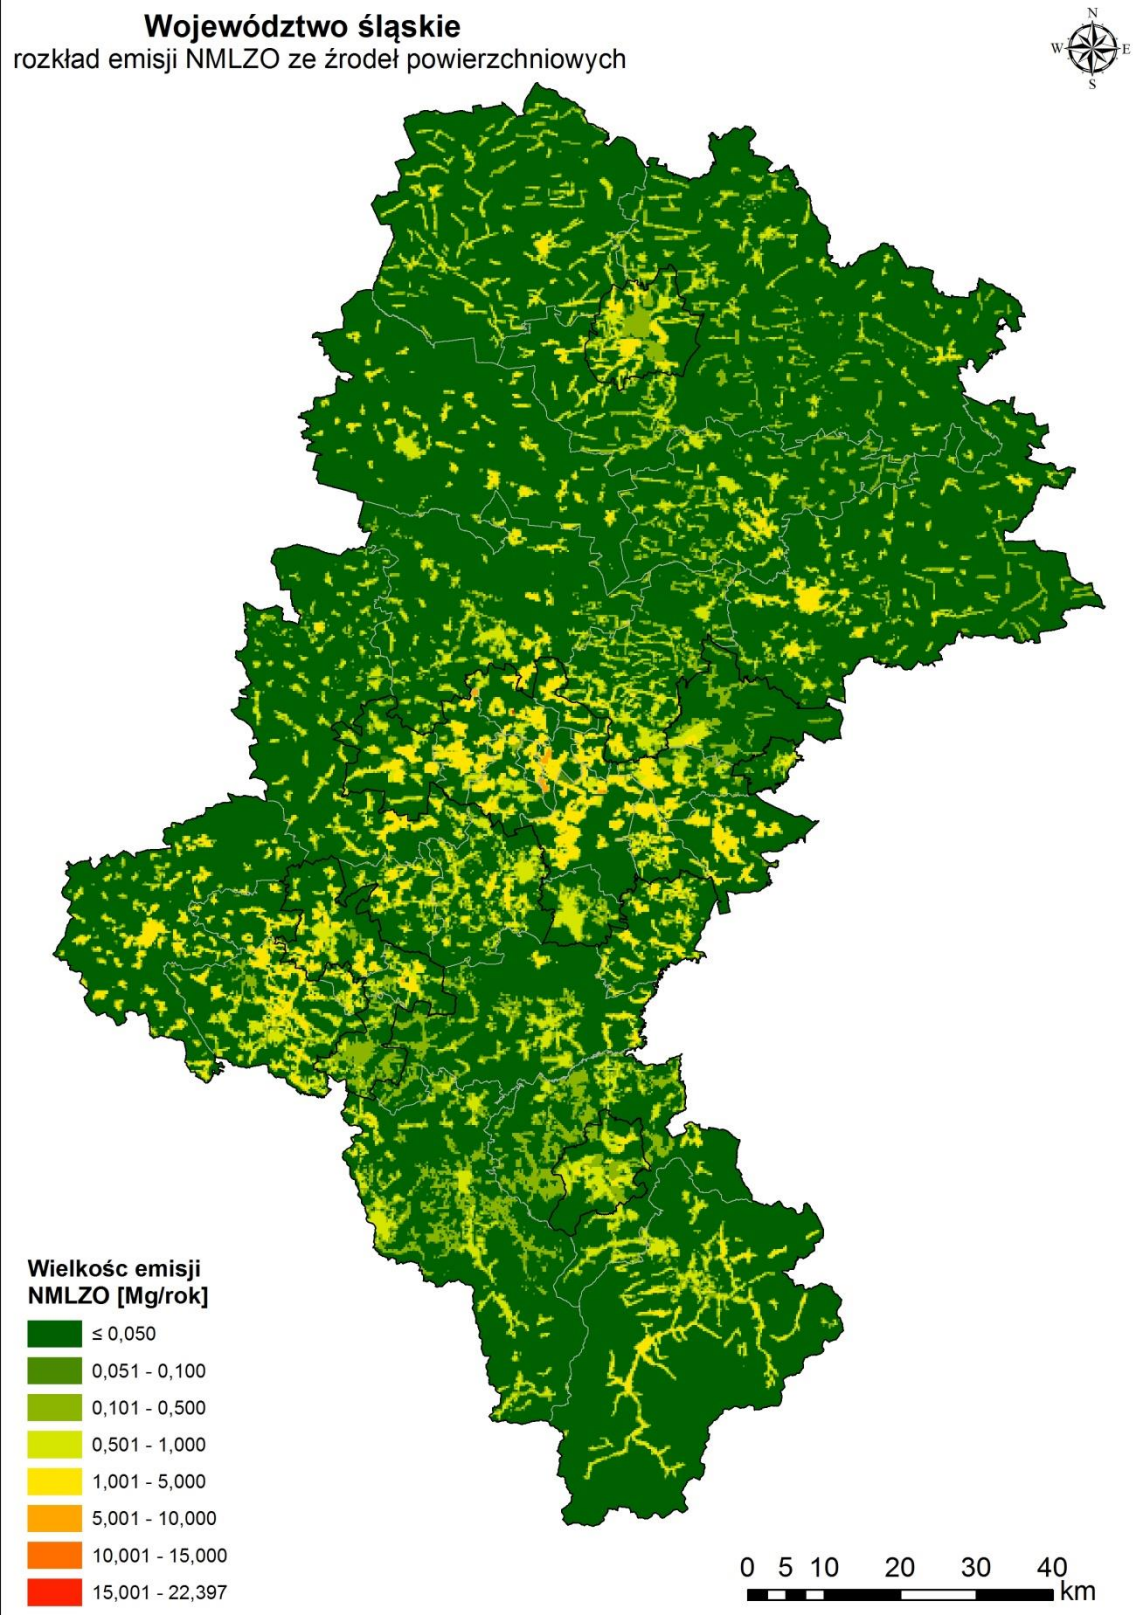 Województwo śląskie
rozkład emisji NMLZO ze źrodeł powierzchniowych
N
W E
S
Wielkośc emisji
NMLZO [Mg/rok]
≤ 0,050
0,051 - 0,100
0,101 - 0,500
0,501 - 1,000
1,001 - 5,000
5,001 - 10,000
10,001 - 15,000
15,001 - 22,397
0 5 10 20 30 40
km